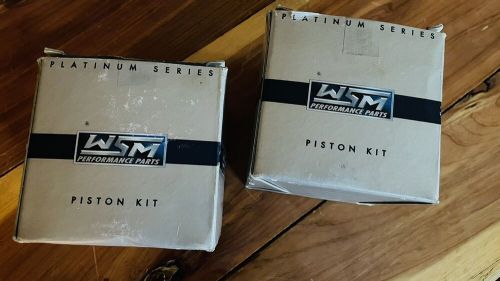 PLATINUM SERIES
WSM
PERFORMANCE PARTS
PISTON KIT
PLATINUM SERIES
WSM
PERFORMANCE PARTS
PISTON KIT